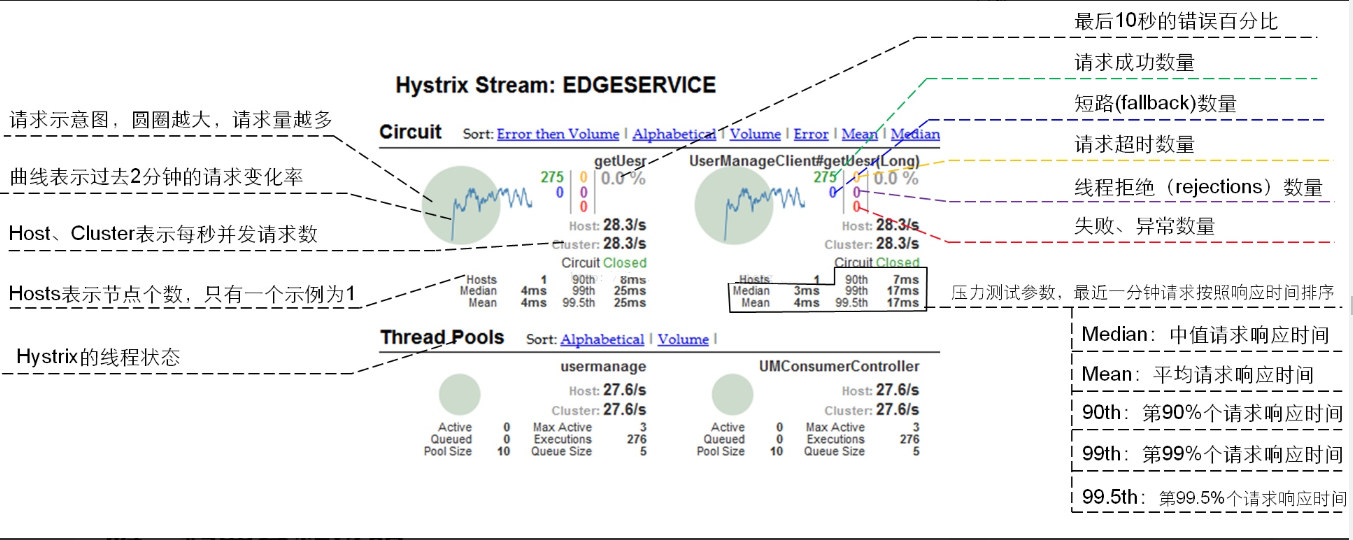 最后10秒的错误百分比
请求成功数量
短路(fallback)数量
请求超时数量
线程拒绝（rejections）数量
失败、异常数量
请求示意图，圆圈越大，请求量越多
曲线表示过去2分钟的请求变化率
Host、Cluster表示每秒并发请求数
Hosts表示节点个数，只有一个示例为1
Hystrix的线程状态
Hystrix Stream: EDGESERVICE
Circuit Sort: Error then Volume | Alphabetical | Volume | Error | Mean | Median
getUesr
275 0 0.0 %
0 0
0
Host: 28.3/s
Cluster: 28.3/s
Circuit Closed
Hosts 1 90th 8ms
Median 4ms 99th 25ms
Mean 4ms 99.5th 25ms
UserManageClient#getUesr(Long)
275 0 0.0 %
0 0
0
Host: 28.3/s
Cluster: 28.3/s
Circuit Closed
Hosts 1 90th 7ms
Median 3ms 99th 17ms
Mean 4ms 99.5th 17ms
Thread Pools Sort: Alphabetical | Volume |
usermanage
Host: 27.6/s
Cluster: 27.6/s
Active 0 Max Active 3
Queued 0 Executions 276
Pool Size 10 Queue Size 5
UMConsumerController
Host: 27.6/s
Cluster: 27.6/s
Active 0 Max Active 3
Queued 0 Executions 276
Pool Size 10 Queue Size 5
压力测试参数，最近一分钟请求按照响应时间排序
Median：中值请求响应时间
Mean：平均请求响应时间
90th：第90%个请求响应时间
99th：第99%个请求响应时间
99.5th：第99.5%个请求响应时间